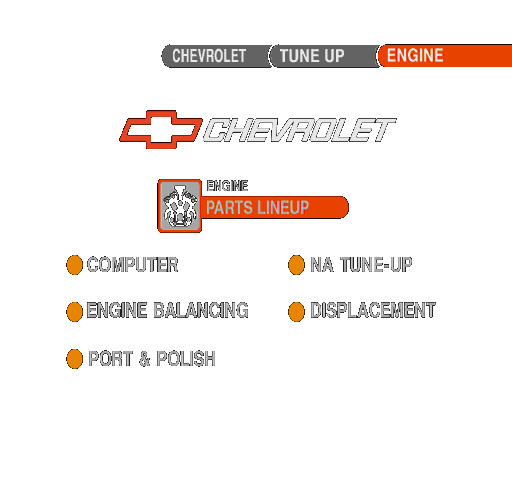 CHEVROLET TUNE UP ENGINE
CHEVROLET
ENGINE
PARTS LINEUP
COMPUTER NA TUNE-UP
ENGINE BALANCING DISPLACEMENT
PORT & POLISH